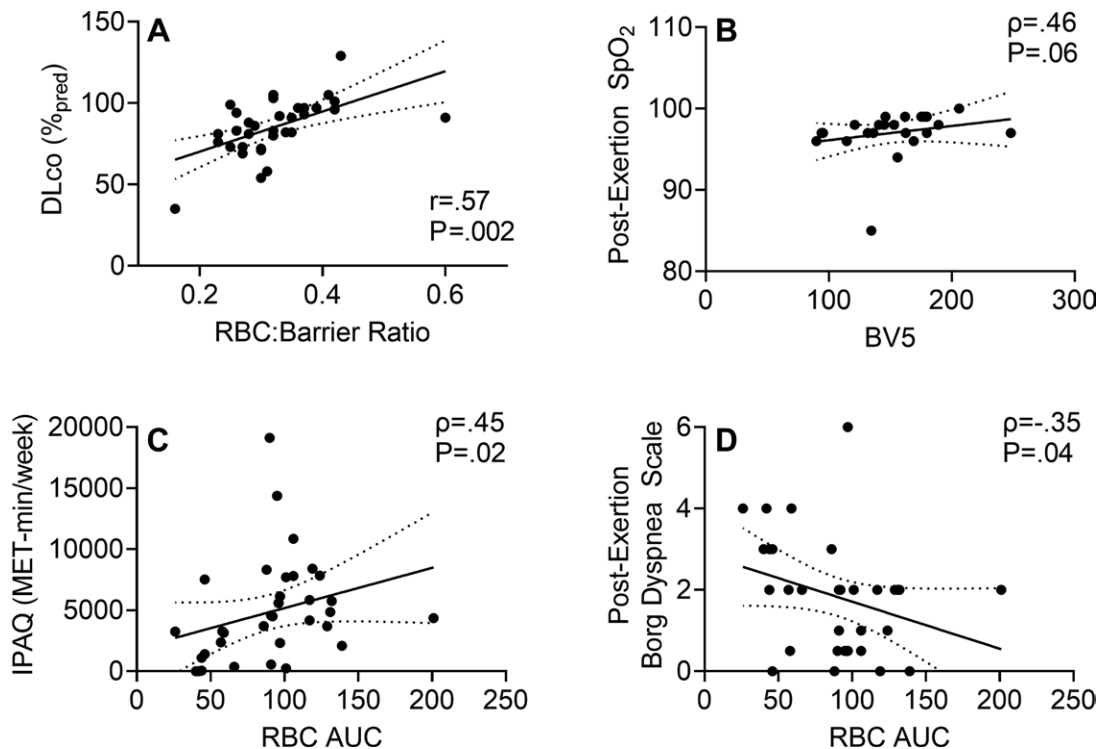 A
r=.57
P=.002
DLco (%pred)
150
100
50
0
0.2
0.4
0.6
RBC:Barrier Ratio
B
ρ=.46
P=.06
Post-Exertion SpO₂
110
100
90
80
0
100
200
300
BV5
C
ρ=.45
P=.02
IPAQ (MET-min/week)
20000
15000
10000
5000
0
0
50
100
150
200
250
RBC AUC
D
ρ=-.35
P=.04
Post-Exertion
Borg Dyspnea Scale
6
4
2
0
0
50
100
150
200
250
RBC AUC